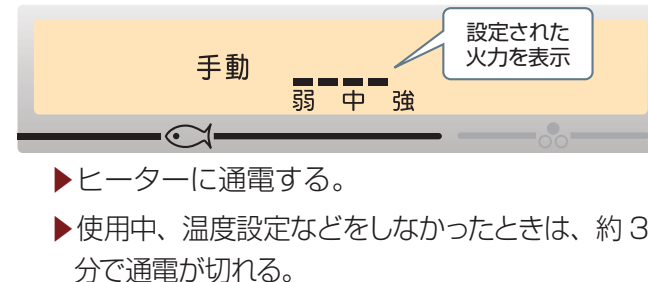 設定された
火力を表示
手動
弱 中 強
▶ヒーターに通電する。
▶使用中、温度設定などをしなかったときは、約 3
分で通電が切れる。